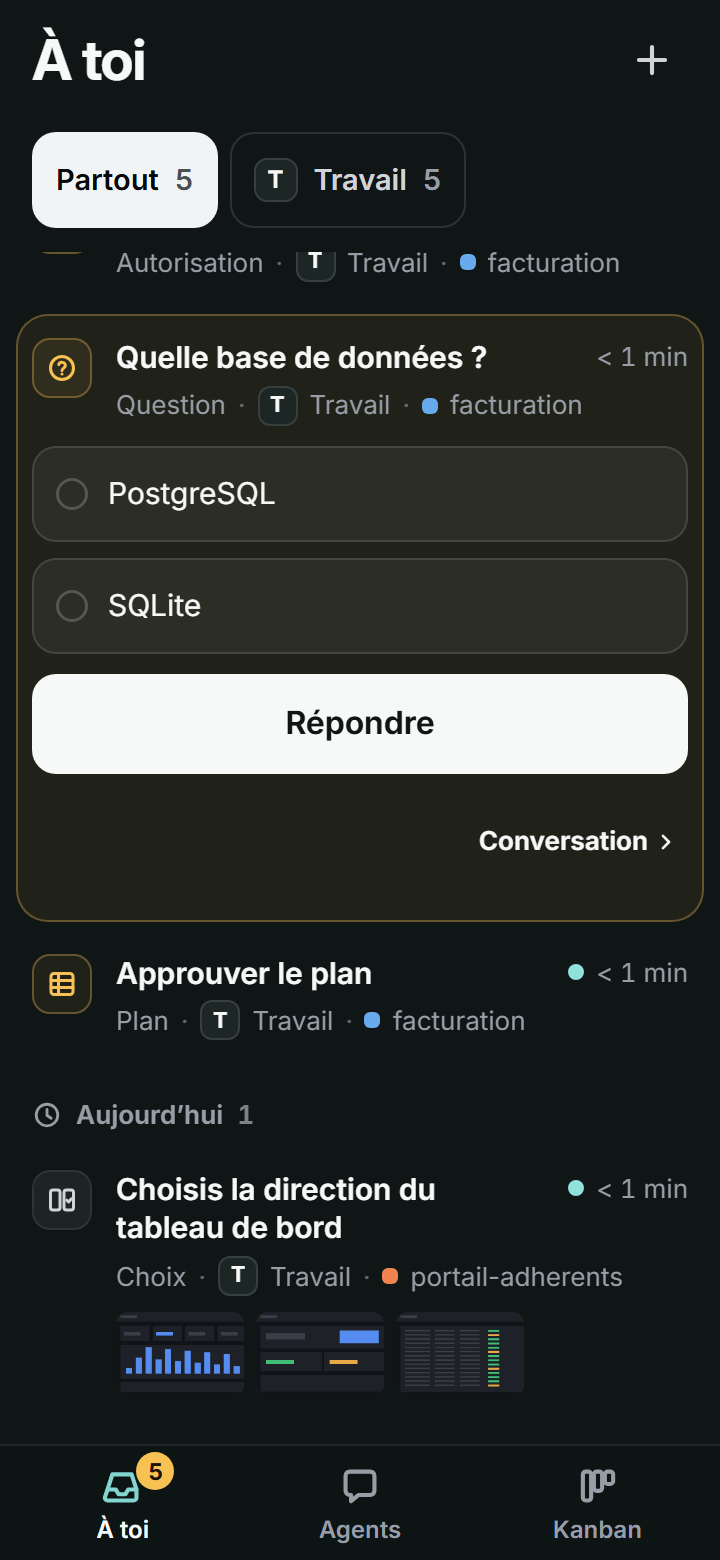 À toi
Partout 5
T Travail 5
Autorisation · T Travail · facturation
Quelle base de données ? < 1 min
Question · T Travail · facturation
PostgreSQL
SQLite
Répondre
Conversation
Approuver le plan < 1 min
Plan · T Travail · facturation
Aujourd’hui 1
Choisis la direction du < 1 min
tableau de bord
Choix · T Travail · portail-adherents
5
À toi Agents Kanban